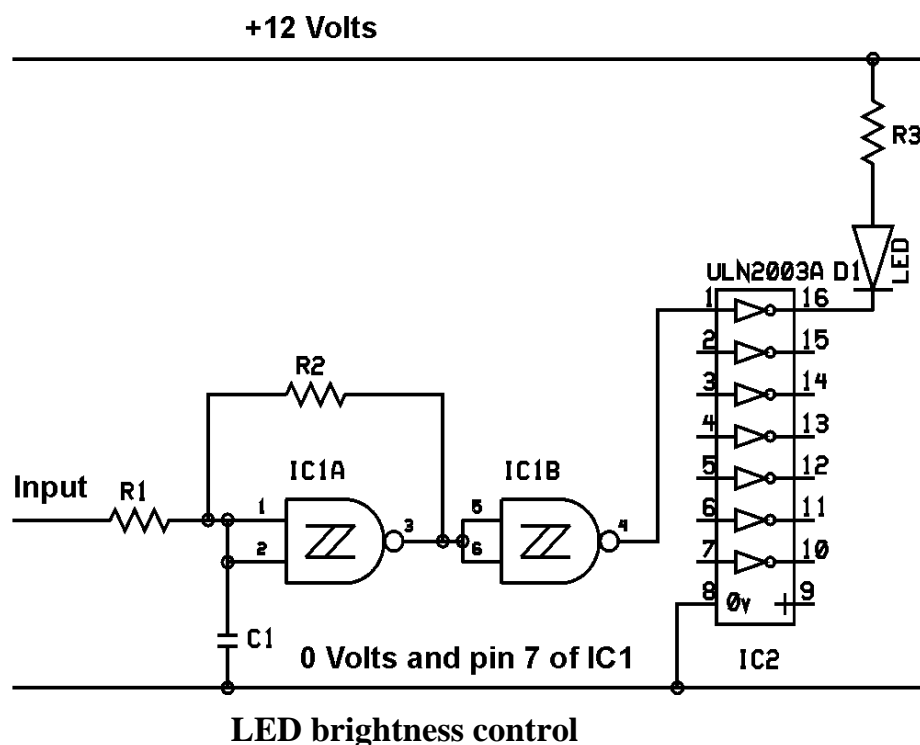 +12 Volts
R3
LED
ULN2003A D1
1 16
2 15
3 14
4 13
5 12
6 11
7 10
8 0v + 9
IC2
R2
IC1A
IC1B
Input
R1
1
2
3
5
6
4
C1
0 Volts and pin 7 of IC1
LED brightness control